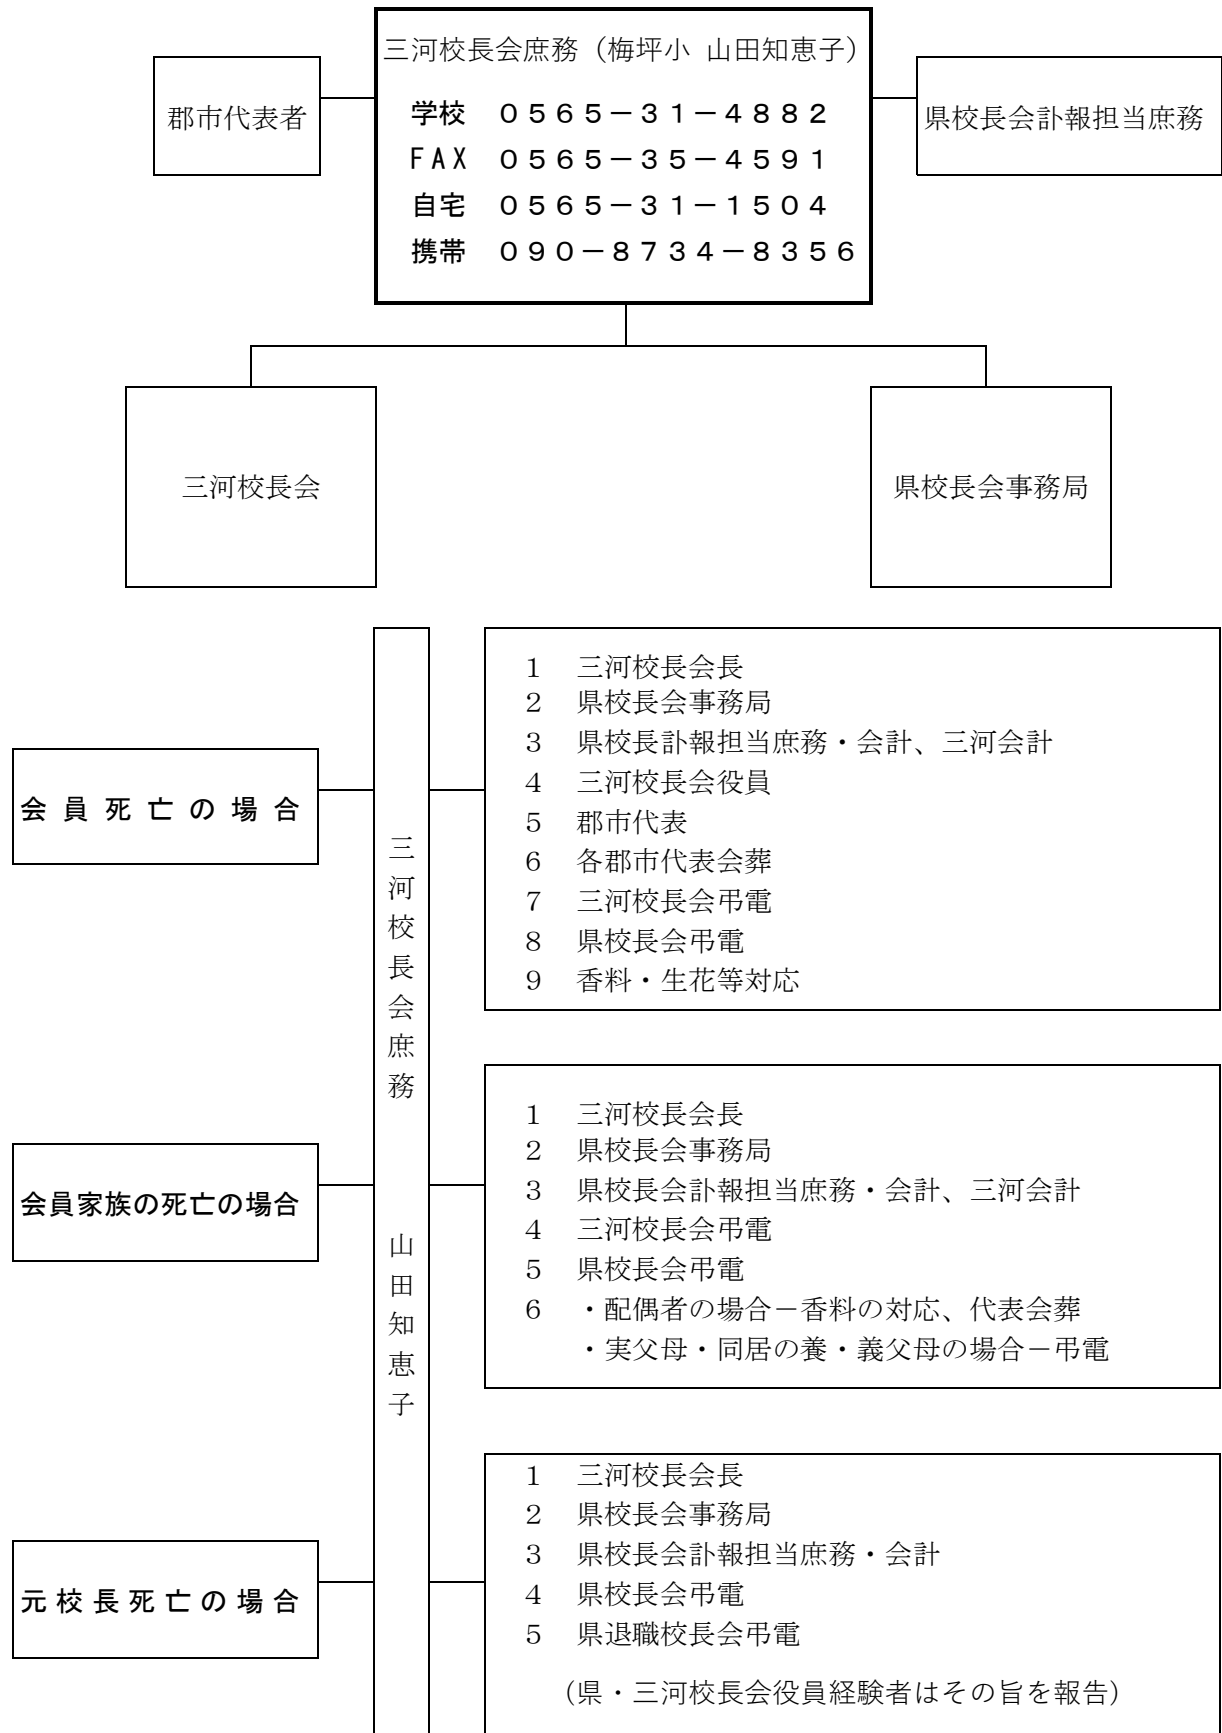 三河校長会庶務（梅坪小 山田知恵子）
郡市代表者
学校 ０５６５－３１－４８８２
ＦＡＸ ０５６５－３５－４５９１
自宅 ０５６５－３１－１５０４
携帯 ０９０－８７３４－８３５６
県校長会訃報担当庶務
三河校長会
県校長会事務局
三河校長会庶務 山田知恵子
会員死亡の場合
１ 三河校長会長
２ 県校長会事務局
３ 県校長訃報担当庶務・会計、三河会計
４ 三河校長会役員
５ 郡市代表
６ 各郡市代表会葬
７ 三河校長会弔電
８ 県校長会弔電
９ 香料・生花等対応
会員家族の死亡の場合
１ 三河校長会長
２ 県校長会事務局
３ 県校長会訃報担当庶務・会計、三河会計
４ 三河校長会弔電
５ 県校長会弔電
６ ・配偶者の場合－香料の対応、代表会葬
・実父母・同居の養・義父母の場合－弔電
元校長死亡の場合
１ 三河校長会長
２ 県校長会事務局
３ 県校長会訃報担当庶務・会計
４ 県校長会弔電
５ 県退職校長会弔電
（県・三河校長会役員経験者はその旨を報告）